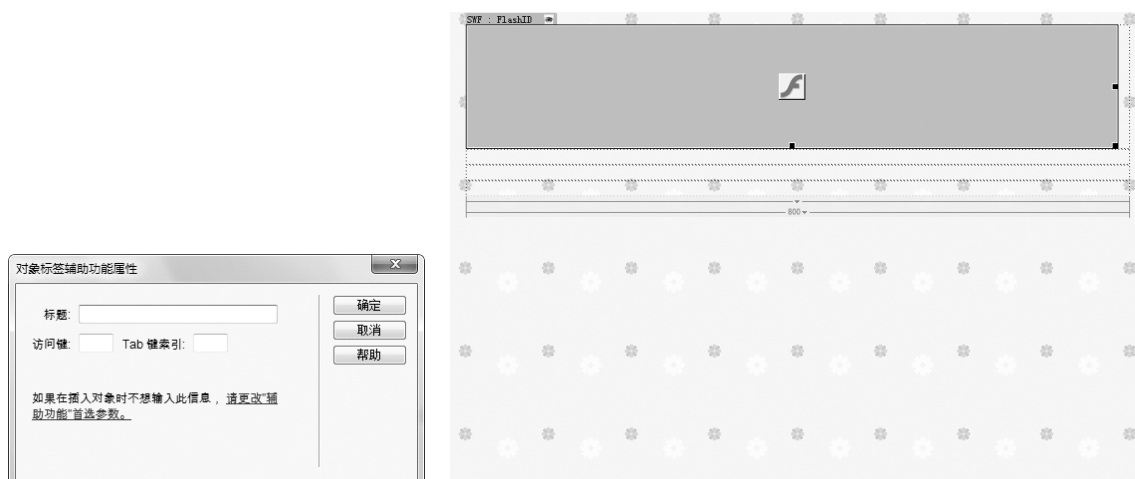 SWF : FlashID
800
对象标签辅助功能属性
标题:
确定
访问键: Tab 键索引:
取消
帮助
如果在插入对象时不想输入此信息，请更改"辅
助功能"首选参数。